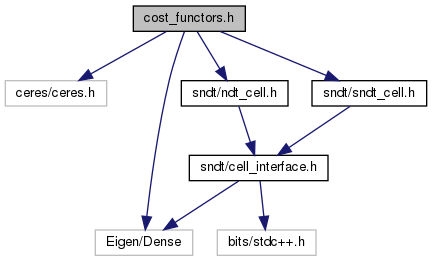 cost_functors.h
ceres/ceres.h
sndt/ndt_cell.h
sndt/sndt_cell.h
sndt/cell_interface.h
Eigen/Dense
bits/stdc++.h